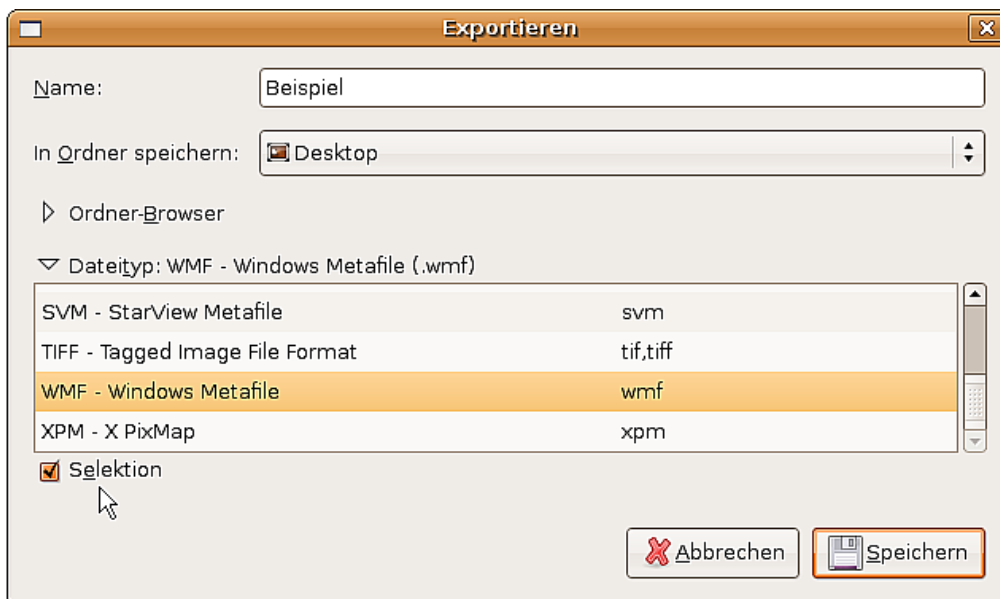 Exportieren
Name: Beispiel
In Ordner speichern: Desktop
Ordner-Browser
Dateityp: WMF - Windows Metafile (.wmf)
SVM - StarView Metafile svm
TIFF - Tagged Image File Format tif,tiff
WMF - Windows Metafile wmf
XPM - X PixMap xpm
Selektion
Abbrechen Speichern